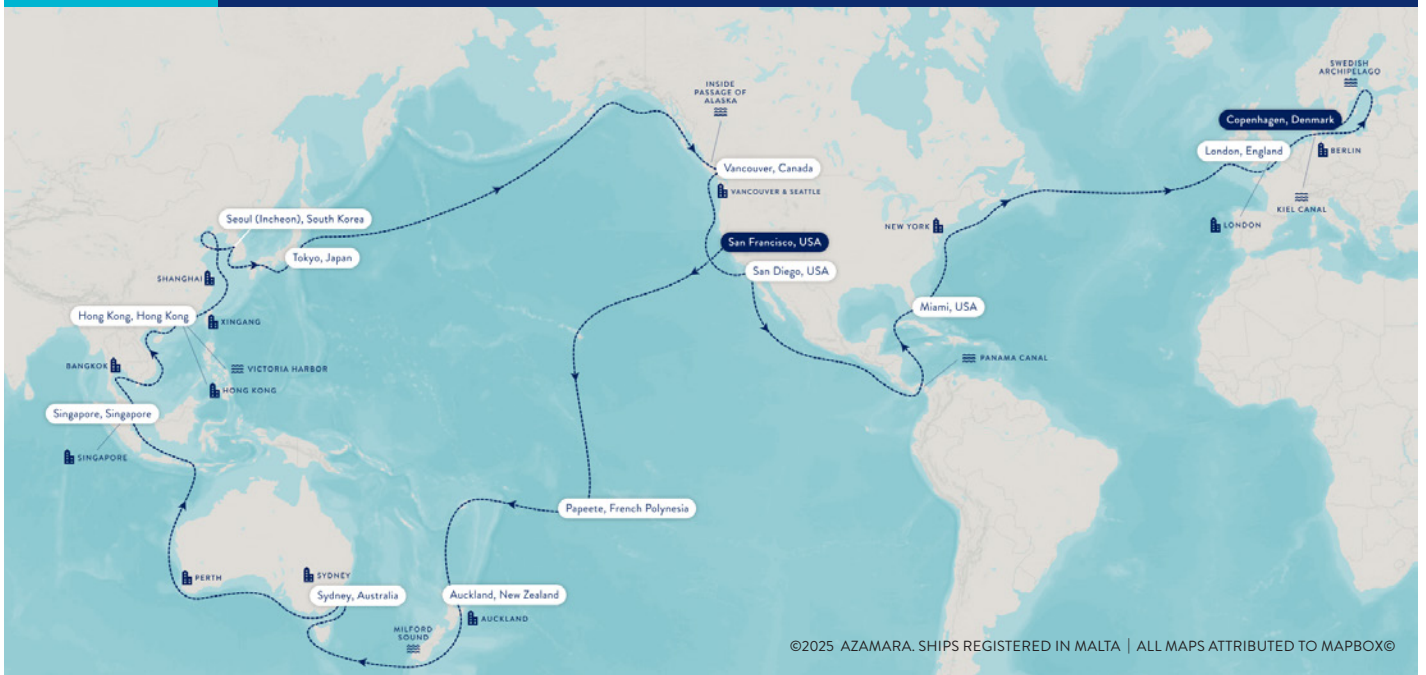 INSIDE
PASSAGE OF
ALASKA
SWEDISH
ARCHIPELAGO
Copenhagen, Denmark
London, England
BERLIN
Vancouver, Canada
VANCOUVER & SEATTLE
KIEL CANAL
Seoul (Incheon), South Korea
NEW YORK
LONDON
San Francisco, USA
Tokyo, Japan
San Diego, USA
SHANGHAI
Miami, USA
Hong Kong, Hong Kong
XINGANG
PANAMA CANAL
BANGKOK
VICTORIA HARBOR
HONG KONG
Singapore, Singapore
SINGAPORE
Papeete, French Polynesia
PERTH
SYDNEY
Sydney, Australia
Auckland, New Zealand
AUCKLAND
MILFORD
SOUND
©2025 AZAMARA. SHIPS REGISTERED IN MALTA | ALL MAPS ATTRIBUTED TO MAPBOX©